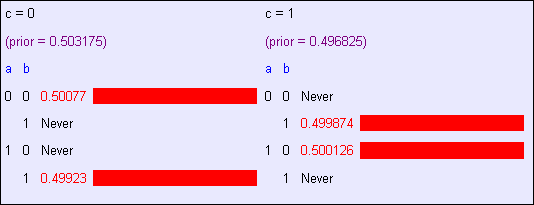 c = 0
(prior = 0.503175)
a b
0 0 0.50077
1 Never
1 0 Never
1 0.49923
c = 1
(prior = 0.496825)
a b
0 0 Never
1 0.499874
1 0 0.500126
1 Never